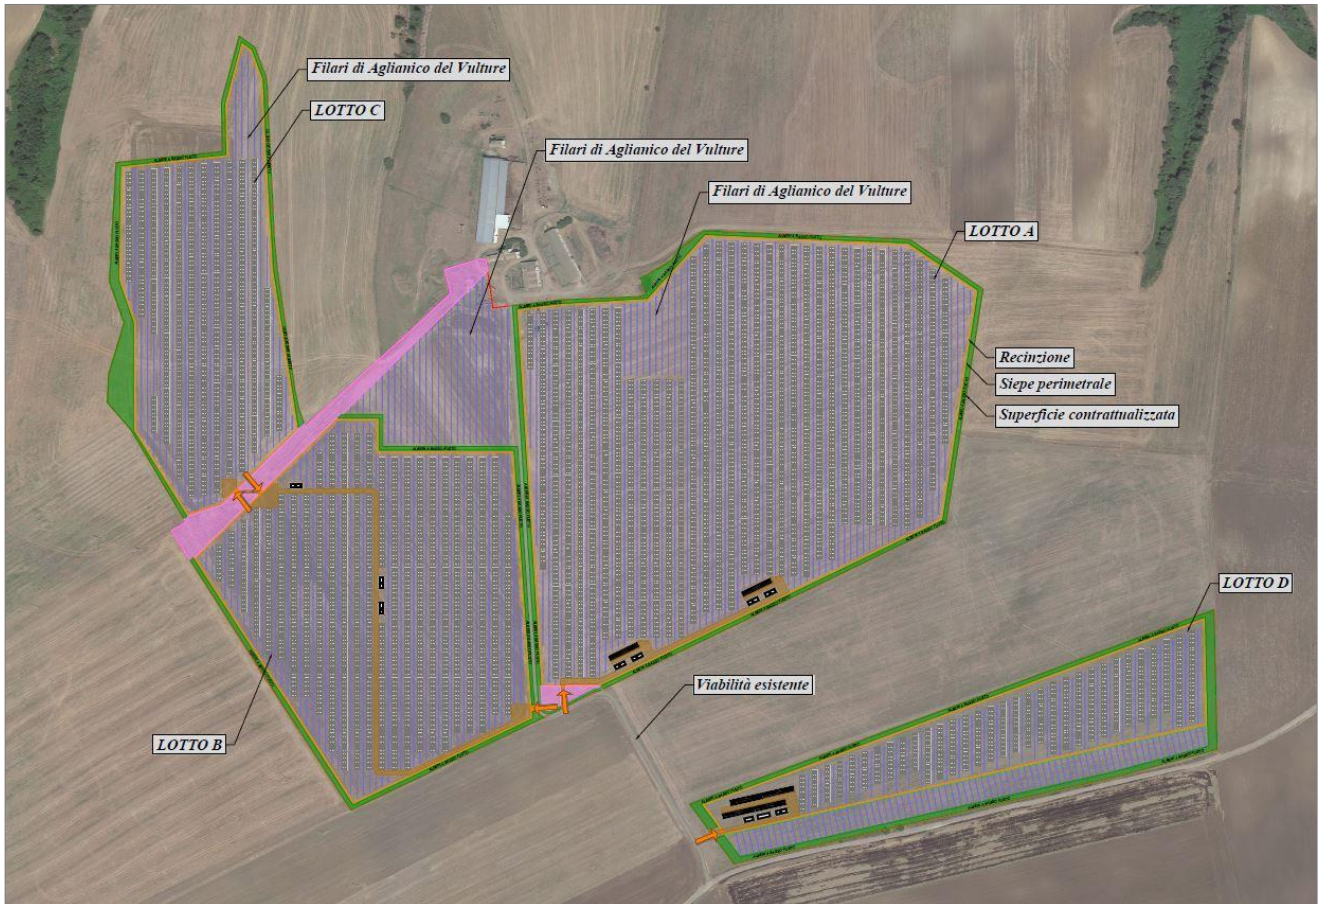 Filari di Aglianico del Vulture
LOTTO C
Filari di Aglianico del Vulture
Filari di Aglianico del Vulture
LOTTO A
Recinzione
Siepe perimetrale
Superficie contrattualizzata
LOTTO D
Viabilità esistente
LOTTO B